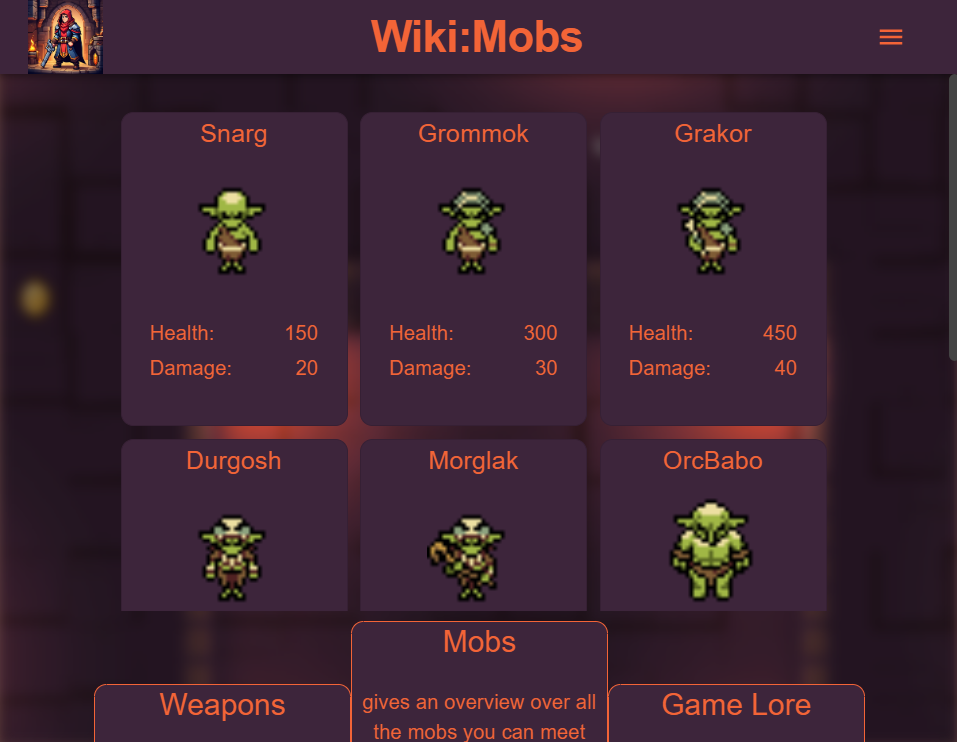 Wiki:Mobs
Snarg
Health: 150
Damage: 20
Grommok
Health: 300
Damage: 30
Grakor
Health: 450
Damage: 40
Durgosh
Morglak
OrcBabo
Mobs
gives an overview over all
the mobs you can meet
Weapons
Game Lore